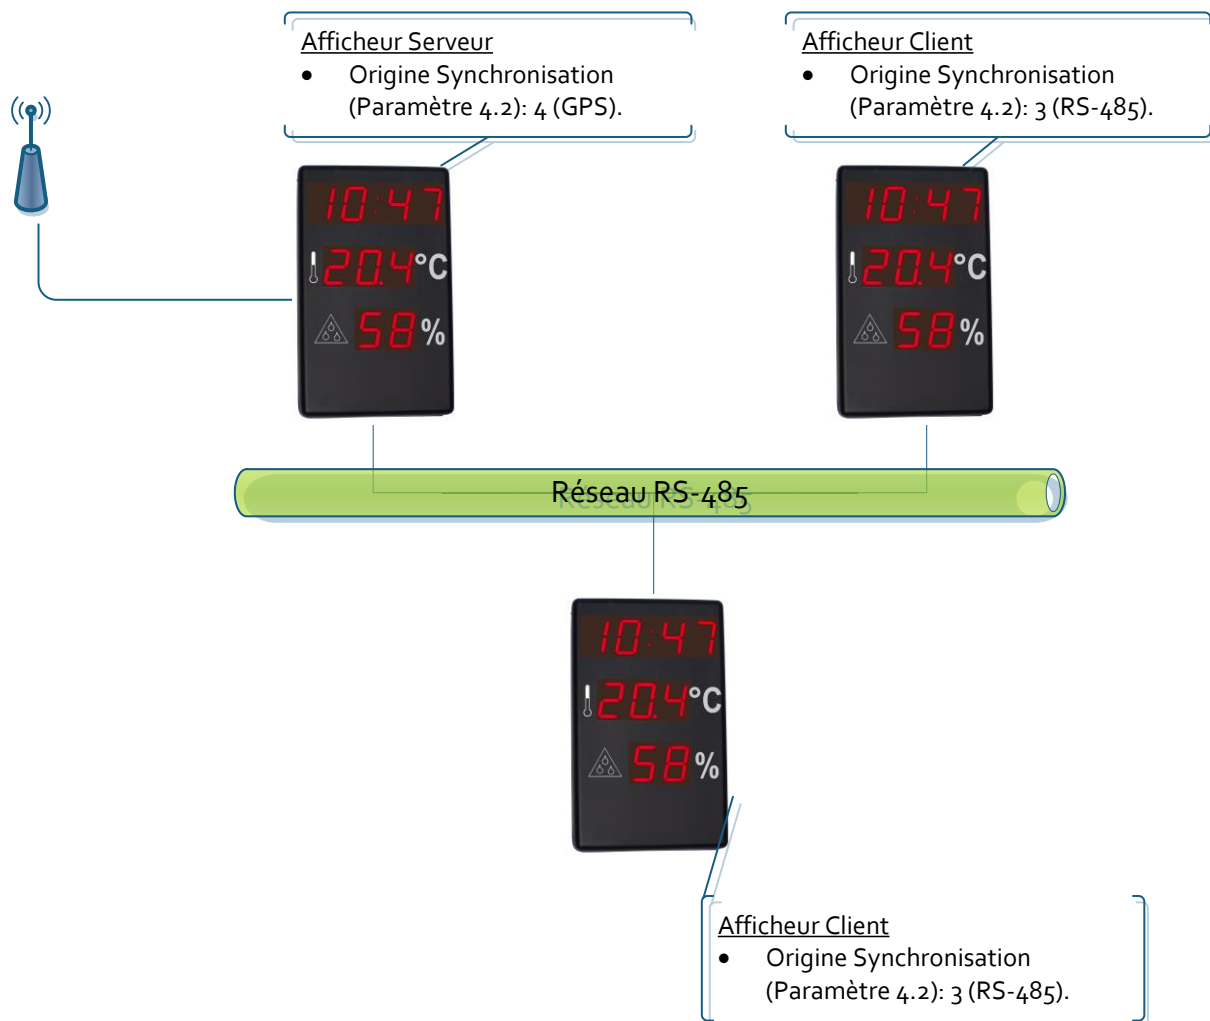 Afficheur Serveur
• Origine Synchronisation
(Paramètre 4.2): 4 (GPS).
Afficheur Client
• Origine Synchronisation
(Paramètre 4.2): 3 (RS-485).
10:47
20.4°C
58%
10:47
20.4°C
58%
Réseau RS-485
10:47
20.4°C
58%
Afficheur Client
• Origine Synchronisation
(Paramètre 4.2): 3 (RS-485).